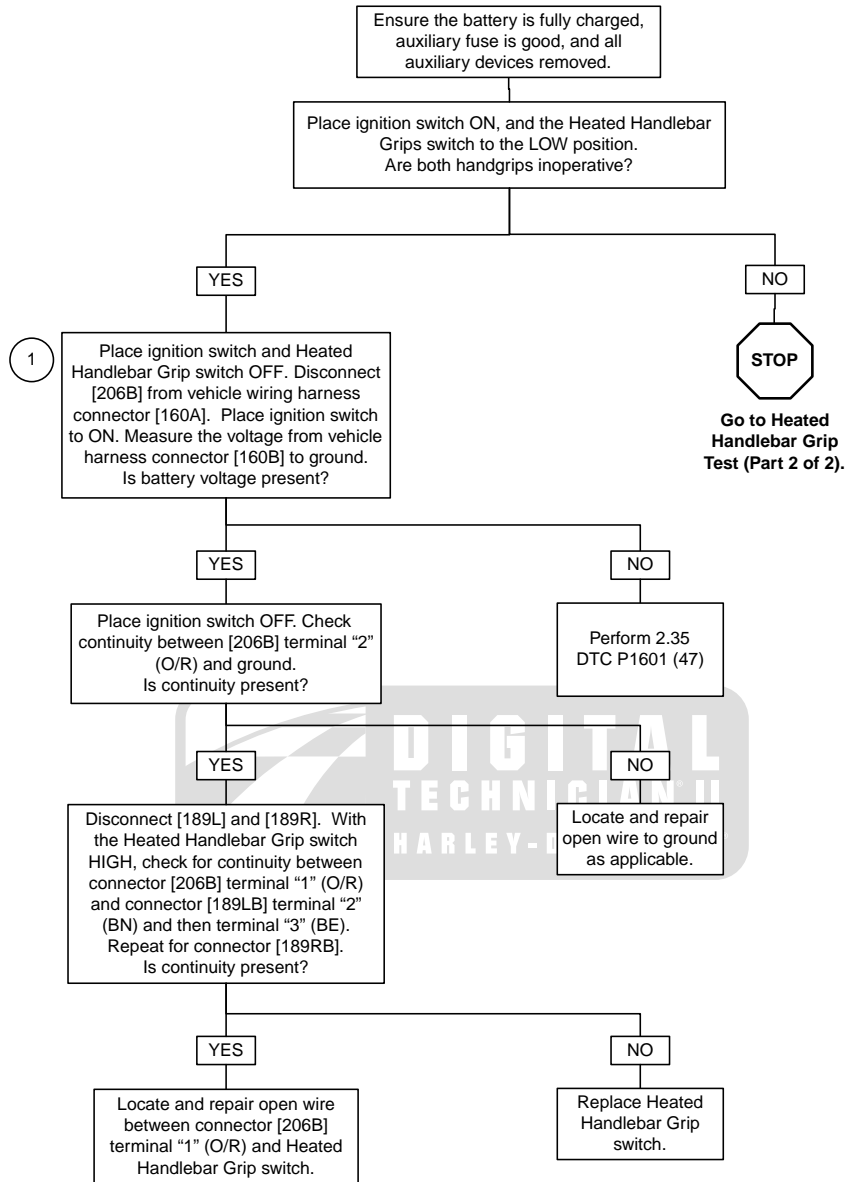 Ensure the battery is fully charged,
auxiliary fuse is good, and all
auxiliary devices removed.
Place ignition switch ON, and the Heated Handlebar
Grips switch to the LOW position.
Are both handgrips inoperative?
YES
NO
1
Place ignition switch and Heated
Handlebar Grip switch OFF. Disconnect
[206B] from vehicle wiring harness
connector [160A]. Place ignition switch
to ON. Measure the voltage from vehicle
harness connector [160B] to ground.
Is battery voltage present?
STOP
Go to Heated
Handlebar Grip
Test (Part 2 of 2).
YES
NO
Place ignition switch OFF. Check
continuity between [206B] terminal “2”
(O/R) and ground.
Is continuity present?
Perform 2.35
DTC P1601 (47)
DIGITAL
TECHNICIAN II
HARLEY-D
YES
NO
Disconnect [189L] and [189R]. With
the Heated Handlebar Grip switch
HIGH, check for continuity between
connector [206B] terminal “1” (O/R)
and connector [189LB] terminal “2”
(BN) and then terminal “3” (BE).
Repeat for connector [189RB].
Is continuity present?
Locate and repair
open wire to ground
as applicable.
YES
NO
Locate and repair open wire
between connector [206B]
terminal “1” (O/R) and Heated
Handlebar Grip switch.
Replace Heated
Handlebar Grip
switch.